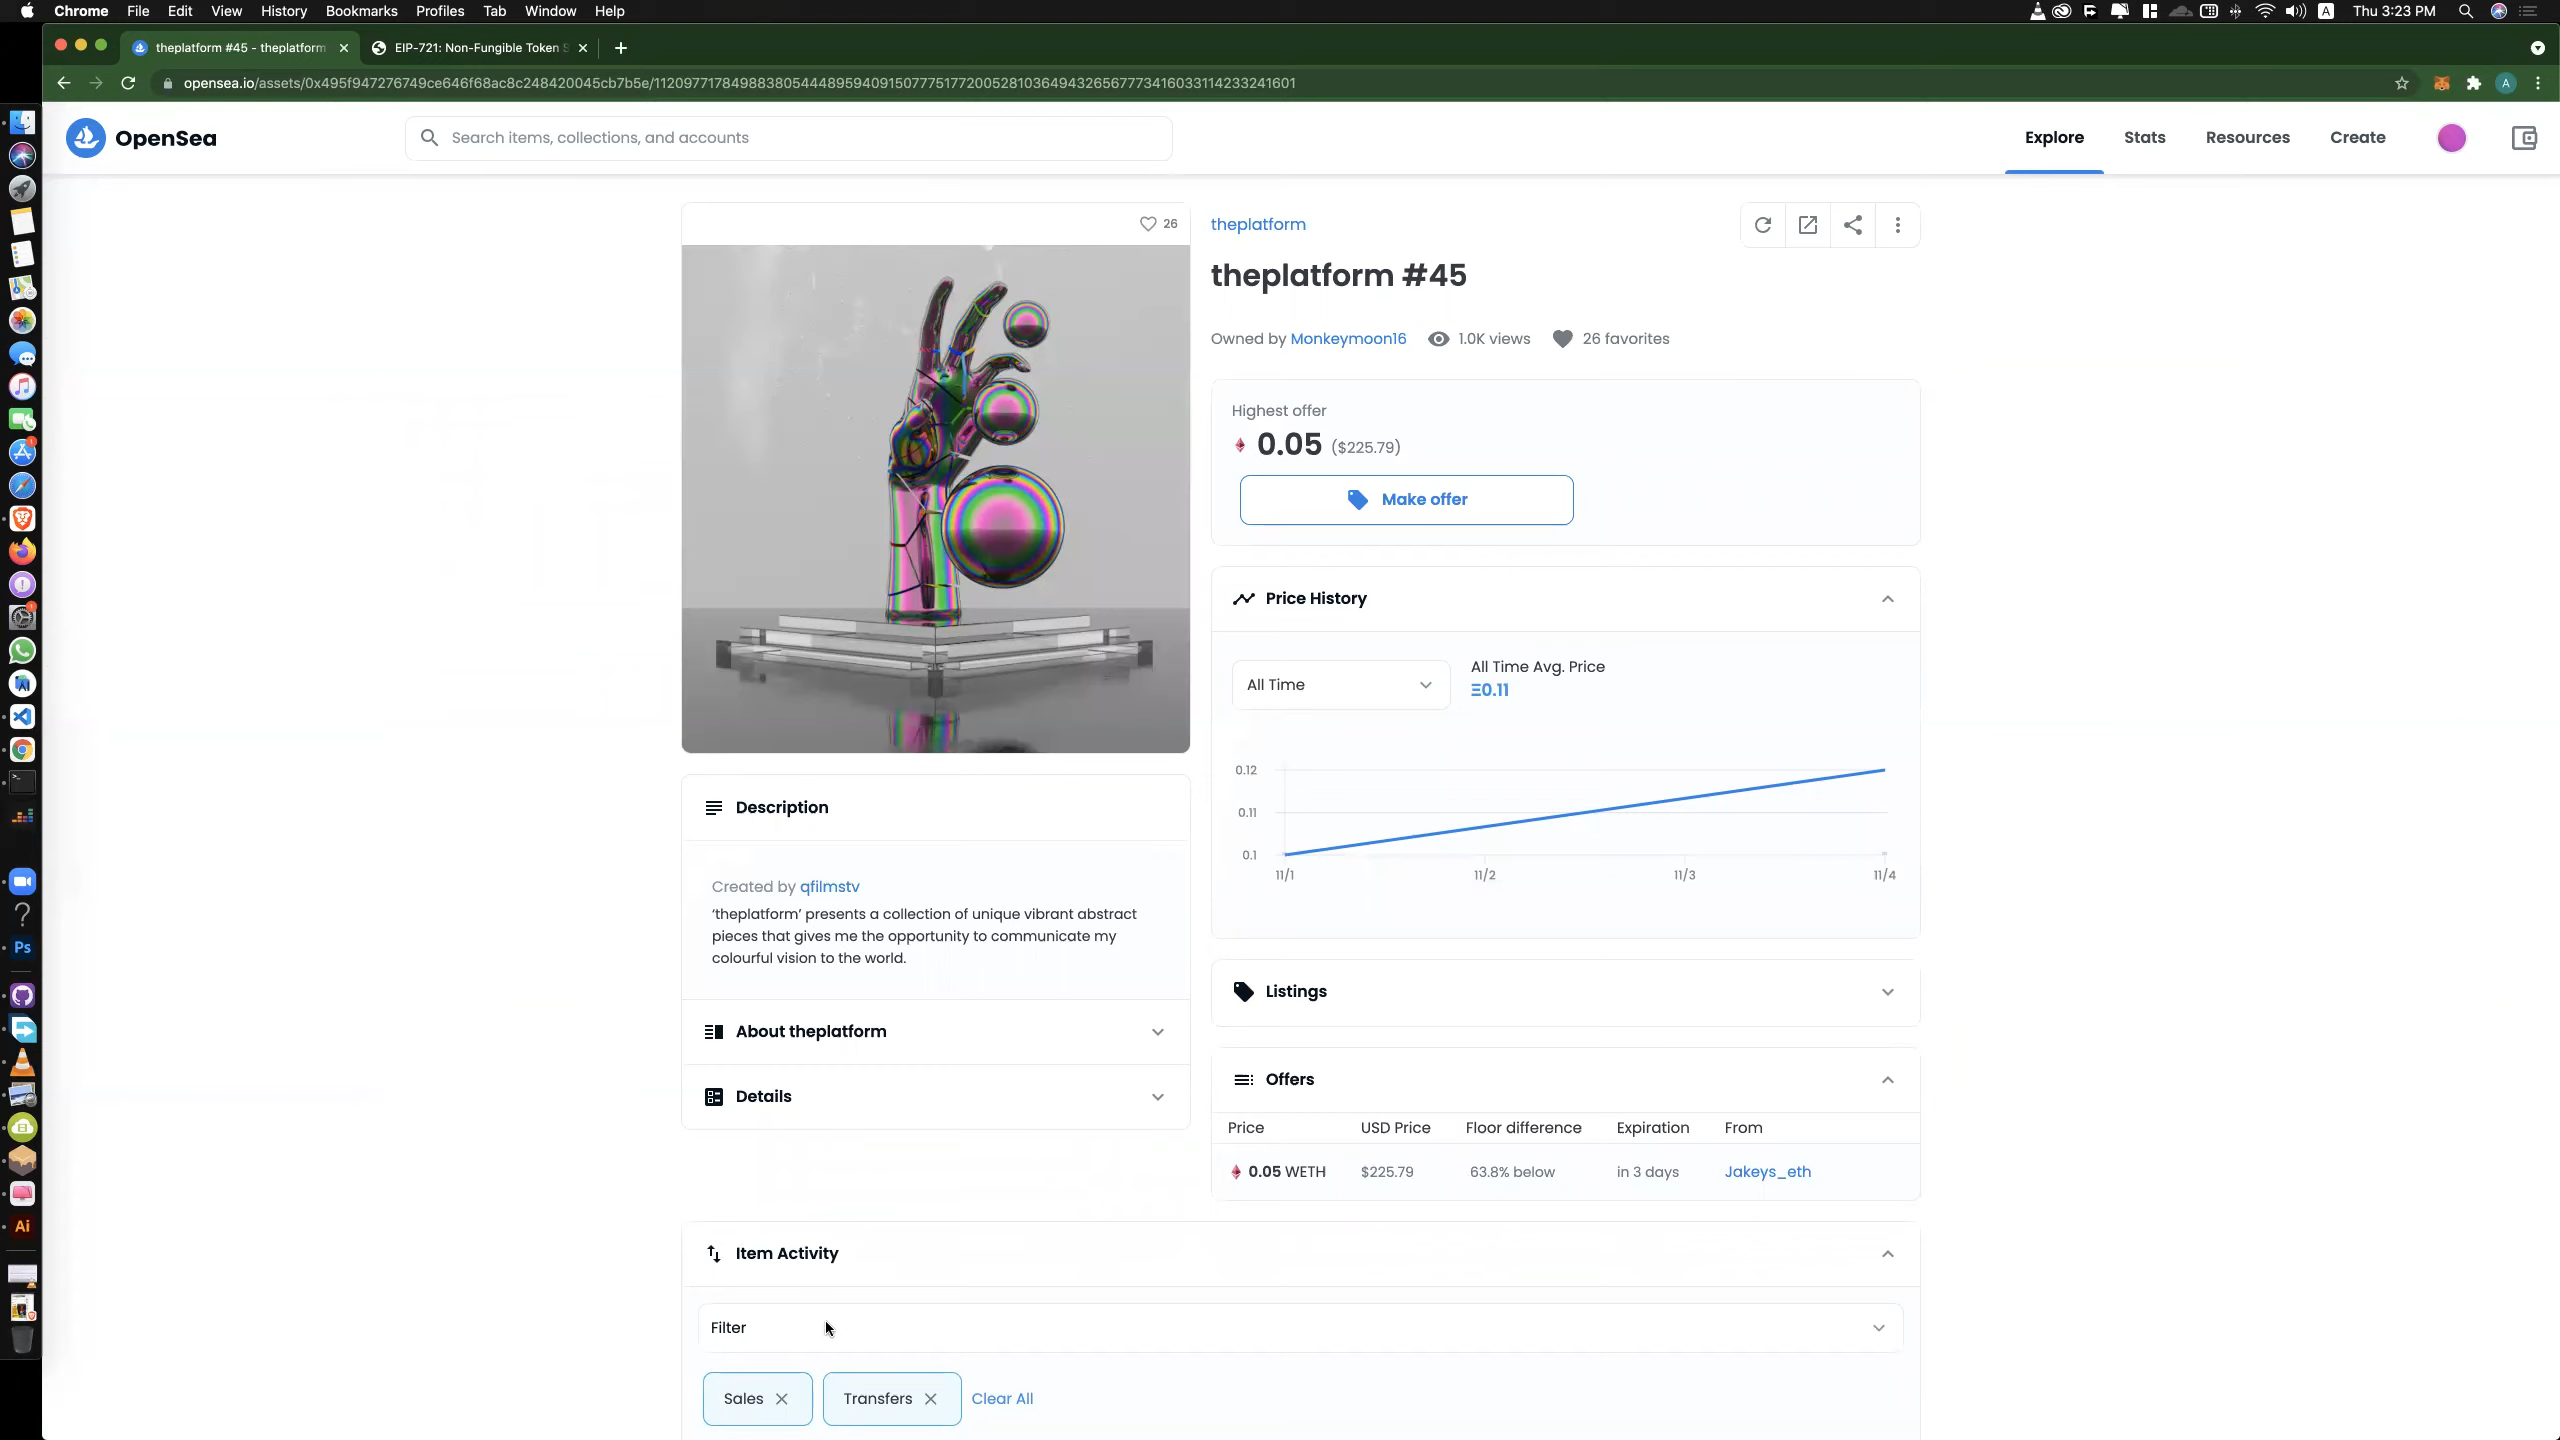 Chrome File Edit View History Bookmarks Profiles Tab Window Help
A Thu 3:23 PM
theplatform #45 - theplatform
EIP-721: Non-Fungible Token S
opensea.io/assets/0x495f947276749ce646f68ac8c248420045cb7b5e/112097717849883805444895940915077751772005281036494326567773416033114233241601
A
OpenSea
Search items, collections, and accounts
Explore Stats Resources Create
26
theplatform
theplatform #45
Owned by Monkeymoon16 1.0K views 26 favorites
Highest offer
0.05 ($225.79)
Make offer
Price History
All Time
All Time Avg. Price
Ξ0.11
0.12
0.11
0.1
11/1 11/2 11/3 11/4
Description
Created by qfilmstv
‘theplatform’ presents a collection of unique vibrant abstract
pieces that gives me the opportunity to communicate my
colourful vision to the world.
About theplatform
Details
Listings
Offers
Price USD Price Floor difference Expiration From
0.05 WETH $225.79 63.8% below in 3 days Jakeys_eth
Item Activity
Filter
Sales Transfers Clear All
Ps
Ai